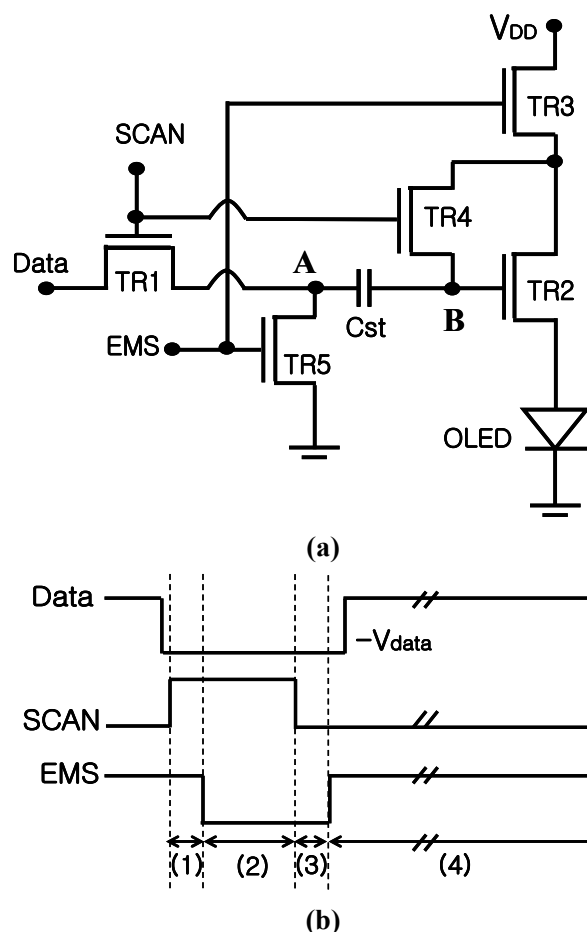 VDD
TR3
SCAN
TR4
Data
TR1
A
TR2
Cst
B
EMS
TR5
OLED
(a)
Data
-Vdata
SCAN
EMS
(1) (2) (3) (4)
(b)